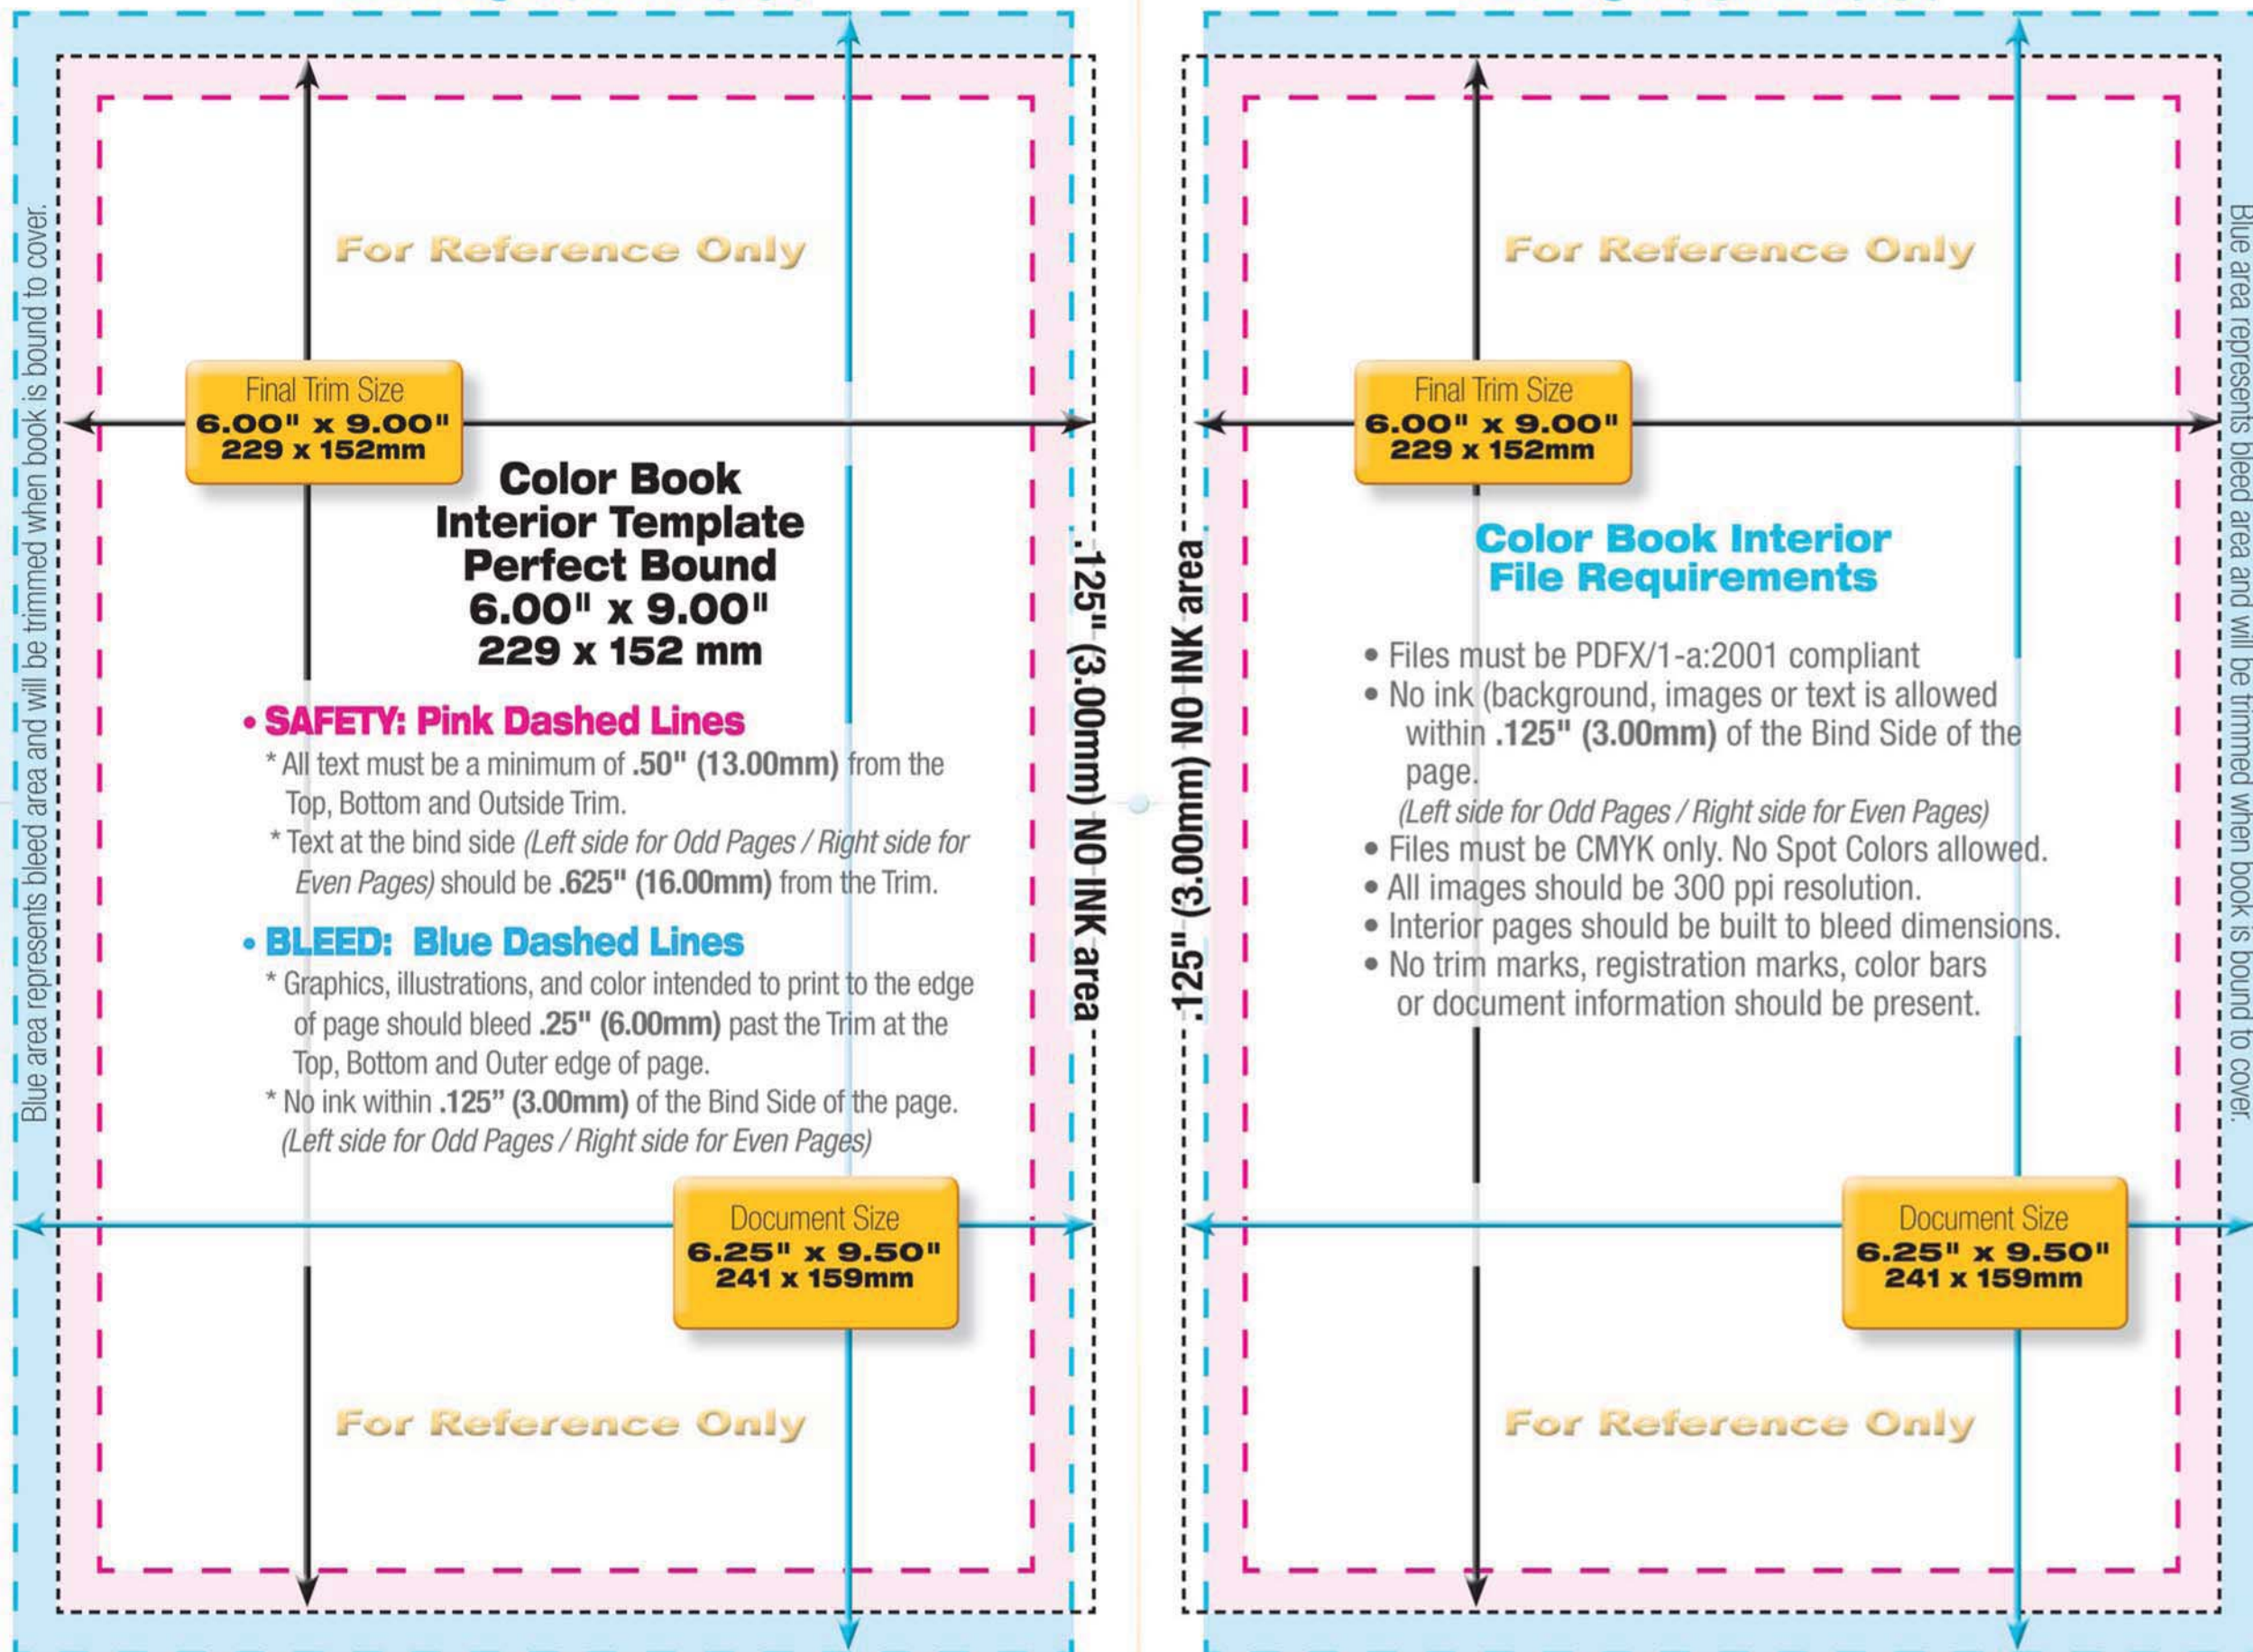 Blue area represents bleed area and will be trimmed when book is bound to cover.
For Reference Only
Final Trim Size
6.00" x 9.00"
229 x 152mm
Color Book
Interior Template
Perfect Bound
6.00" x 9.00"
229 x 152 mm
• SAFETY: Pink Dashed Lines
* All text must be a minimum of .50" (13.00mm) from the
Top, Bottom and Outside Trim.
* Text at the bind side (Left side for Odd Pages / Right side for
Even Pages) should be .625" (16.00mm) from the Trim.
• BLEED: Blue Dashed Lines
* Graphics, illustrations, and color intended to print to the edge
of page should bleed .25" (6.00mm) past the Trim at the
Top, Bottom and Outer edge of page.
* No ink within .125” (3.00mm) of the Bind Side of the page.
(Left side for Odd Pages / Right side for Even Pages)
Document Size
6.25" x 9.50"
241 x 159mm
For Reference Only
.125" (3.00mm) NO INK area
.125" (3.00mm) NO INK area
For Reference Only
Final Trim Size
6.00" x 9.00"
229 x 152mm
Color Book Interior
File Requirements
• Files must be PDFX/1-a:2001 compliant
• No ink (background, images or text is allowed
within .125" (3.00mm) of the Bind Side of the
page.
(Left side for Odd Pages / Right side for Even Pages)
• Files must be CMYK only. No Spot Colors allowed.
• All images should be 300 ppi resolution.
• Interior pages should be built to bleed dimensions.
• No trim marks, registration marks, color bars
or document information should be present.
Document Size
6.25" x 9.50"
241 x 159mm
For Reference Only
Blue area represents bleed area and will be trimmed when book is bound to cover.